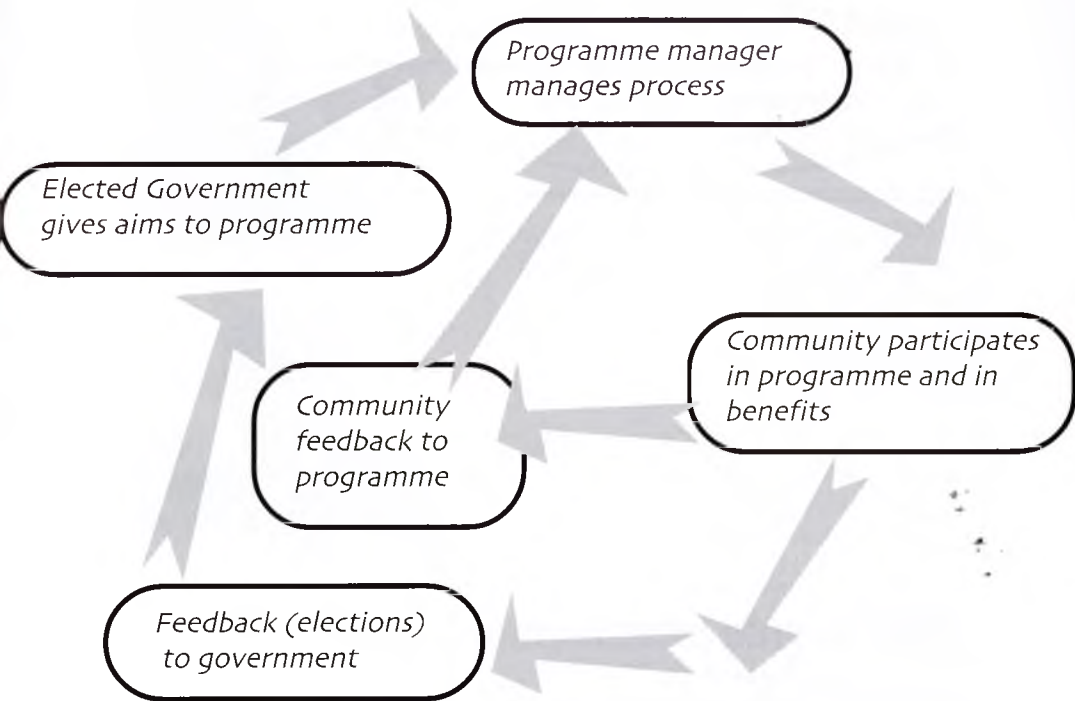 Programme manager
manages process
Elected Government
gives aims to programme
Community participates
in programme and in
benefits
Community
feedback to
programme
Feedback (elections)
to government